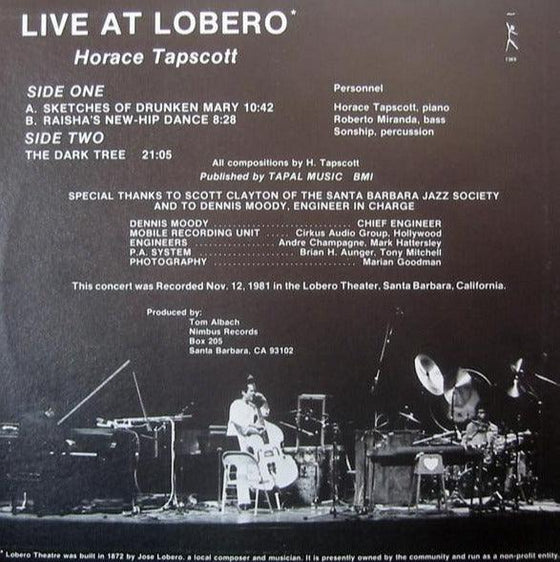 LIVE AT LOBERO*
Horace Tapscott
SIDE ONE
A. SKETCHES OF DRUNKEN MARY 10:42
B. RAISHA'S NEW-HIP DANCE 8:28
SIDE TWO
THE DARK TREE 21:05
Personnel
Horace Tapscott, piano
Roberto Miranda, bass
Sonship, percussion
All compositions by H. Tapscott
Published by TAPAL MUSIC BMI
SPECIAL THANKS TO SCOTT CLAYTON OF THE SANTA BARBARA JAZZ SOCIETY
AND TO DENNIS MOODY, ENGINEER IN CHARGE
DENNIS MOODY ..................... CHIEF ENGINEER
MOBILE RECORDING UNIT ..... Cirkus Audio Group, Hollywood
ENGINEERS ............... Andre Champagne, Mark Hattersley
P.A. SYSTEM .................... Brian H. Aunger, Tony Mitchell
PHOTOGRAPHY ........................... Marian Goodman
This concert was Recorded Nov. 12, 1981 in the Lobero Theater, Santa Barbara, California.
Produced by:
Tom Albach
Nimbus Records
Box 205
Santa Barbara, CA 93102
* Lobero Theatre was built in 1872 by Jose Lobero, a local composer and musician. It is presently owned by the community and run as a non-profit entity.